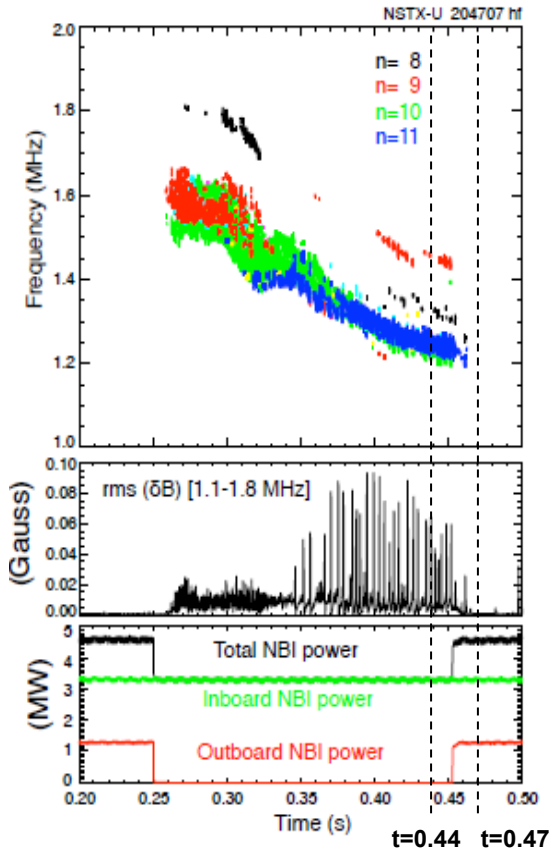 NSTX-U 204707 hf
2.0
n= 8
n= 9
n=10
n=11
1.8
1.6
1.4
1.2
1.0
Frequency (MHz)
0.10
rms (δB) [1.1-1.8 MHz]
0.08
0.06
0.04
0.02
0.00
(Gauss)
5
Total NBI power
4
3
Inboard NBI power
2
Outboard NBI power
1
0
(MW)
0.20 0.25 0.30 0.35 0.40 0.45 0.50
Time (s)
t=0.44 t=0.47